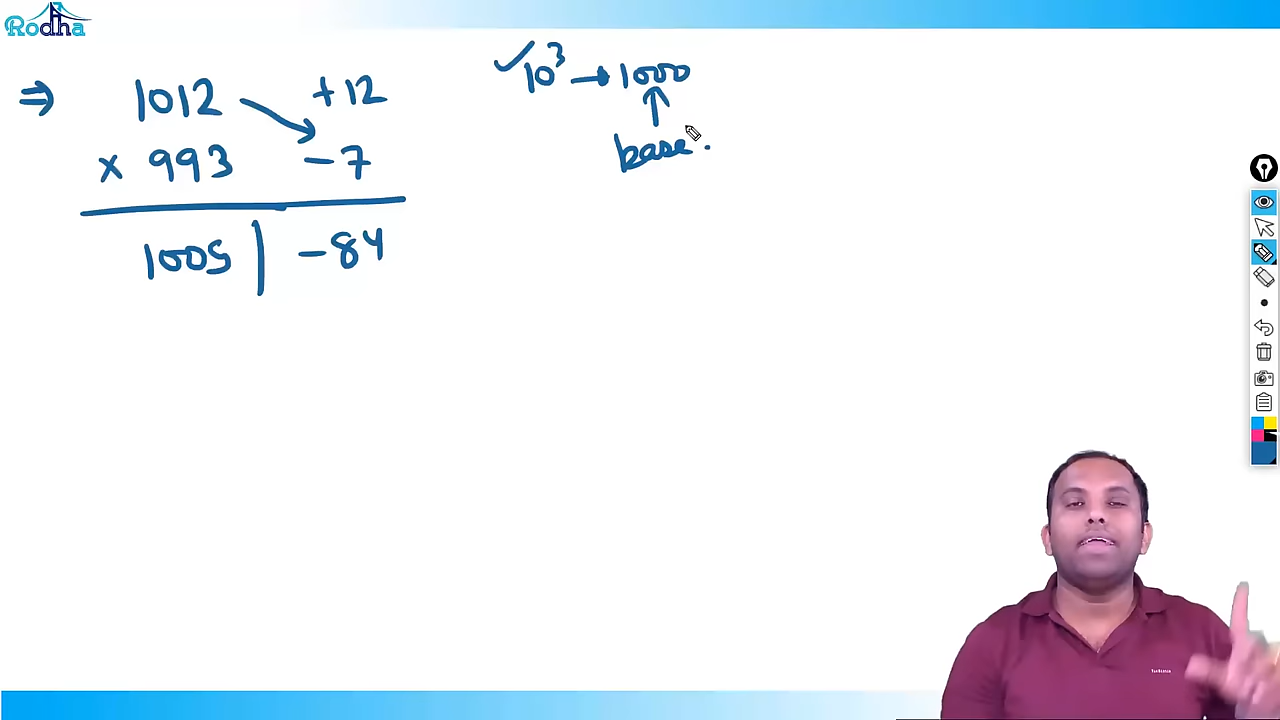 Rodha
⇒ 1012 +12
× 993 −7
1005 | −84
✓10³ → 1000
↑
base.